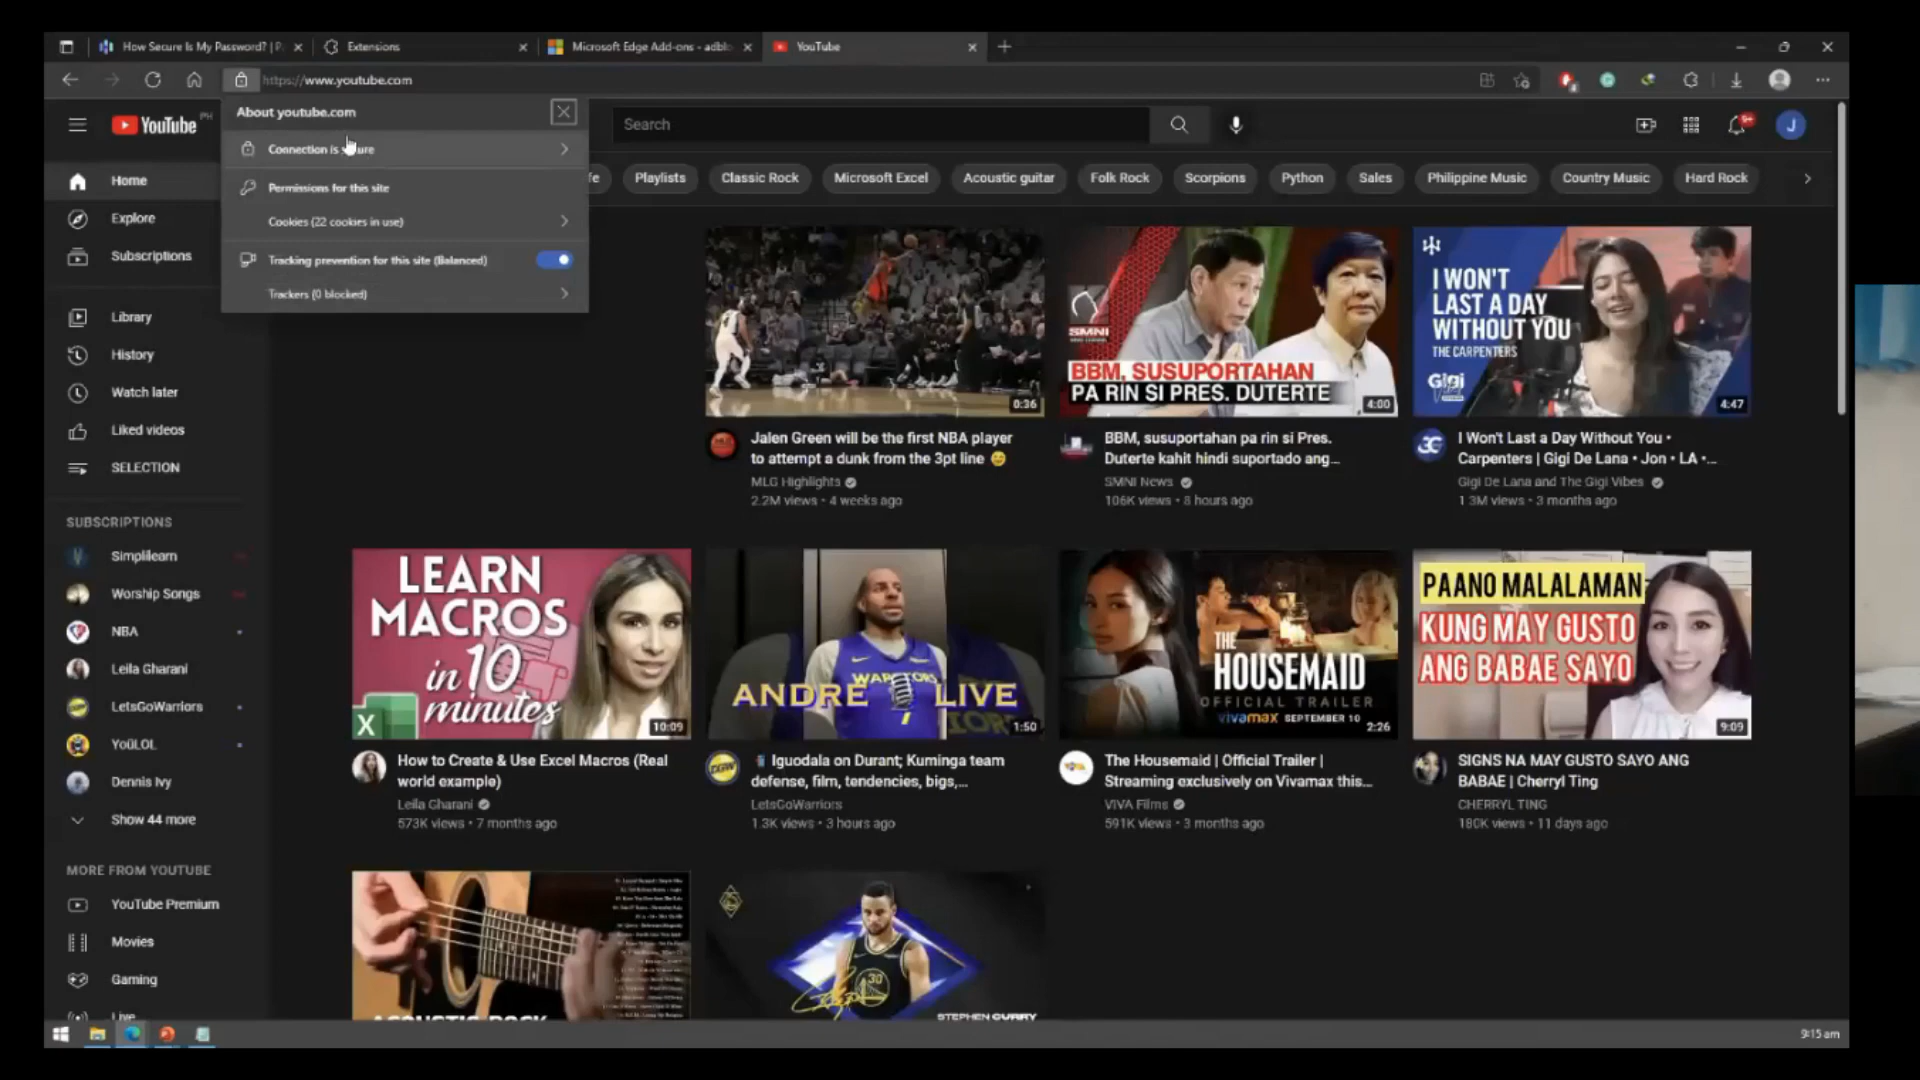 How Secure Is My Password? | P
Extensions
Microsoft Edge Add-ons - adblo
YouTube
https://www.youtube.com
About youtube.com
Connection is secure
Permissions for this site
Cookies (22 cookies in use)
Tracking prevention for this site (Balanced)
Trackers (0 blocked)
YouTube PH
Search
9+
J
fe
Playlists
Classic Rock
Microsoft Excel
Acoustic guitar
Folk Rock
Scorpions
Python
Sales
Philippine Music
Country Music
Hard Rock
Home
Explore
Subscriptions
Library
History
Watch later
Liked videos
SELECTION
SUBSCRIPTIONS
Simplilearn
Worship Songs
NBA
Leila Gharani
LetsGoWarriors
YoüLOL
Dennis Ivy
Show 44 more
MORE FROM YOUTUBE
YouTube Premium
Movies
Gaming
Live
0:36
Jalen Green will be the first NBA player
to attempt a dunk from the 3pt line 😄
MLG Highlights
2.2M views • 4 weeks ago
SMNI
BBM, SUSUPORTAHAN
PA RIN SI PRES. DUTERTE
4:00
BBM, susuportahan pa rin si Pres.
Duterte kahit hindi suportado ang...
SMNI News
106K views • 8 hours ago
I WON'T
LAST A DAY
WITHOUT YOU
THE CARPENTERS
GiGi
4:47
I Won't Last a Day Without You •
Carpenters | Gigi De Lana • Jon • LA •...
Gigi De Lana and The Gigi Vibes
1.3M views • 3 months ago
LEARN
MACROS
in 10
minutes
X
10:09
How to Create & Use Excel Macros (Real
world example)
Leila Gharani
573K views • 7 months ago
WARRIORS
ANDRE LIVE
1:50
Iguodala on Durant; Kuminga team
defense, film, tendencies, bigs,...
LetsGoWarriors
1.3K views • 3 hours ago
THE
HOUSEMAID
OFFICIAL TRAILER
VIVAMAX SEPTEMBER 10
2:26
The Housemaid | Official Trailer |
Streaming exclusively on Vivamax this...
VIVA Films
591K views • 3 months ago
PAANO MALALAMAN
KUNG MAY GUSTO
ANG BABAE SAYO
9:09
SIGNS NA MAY GUSTO SAYO ANG
BABAE | Cherryl Ting
CHERRYL TING
180K views • 11 days ago
ACOUSTIC ROCK
30
STEPHEN CURRY
9:15 am